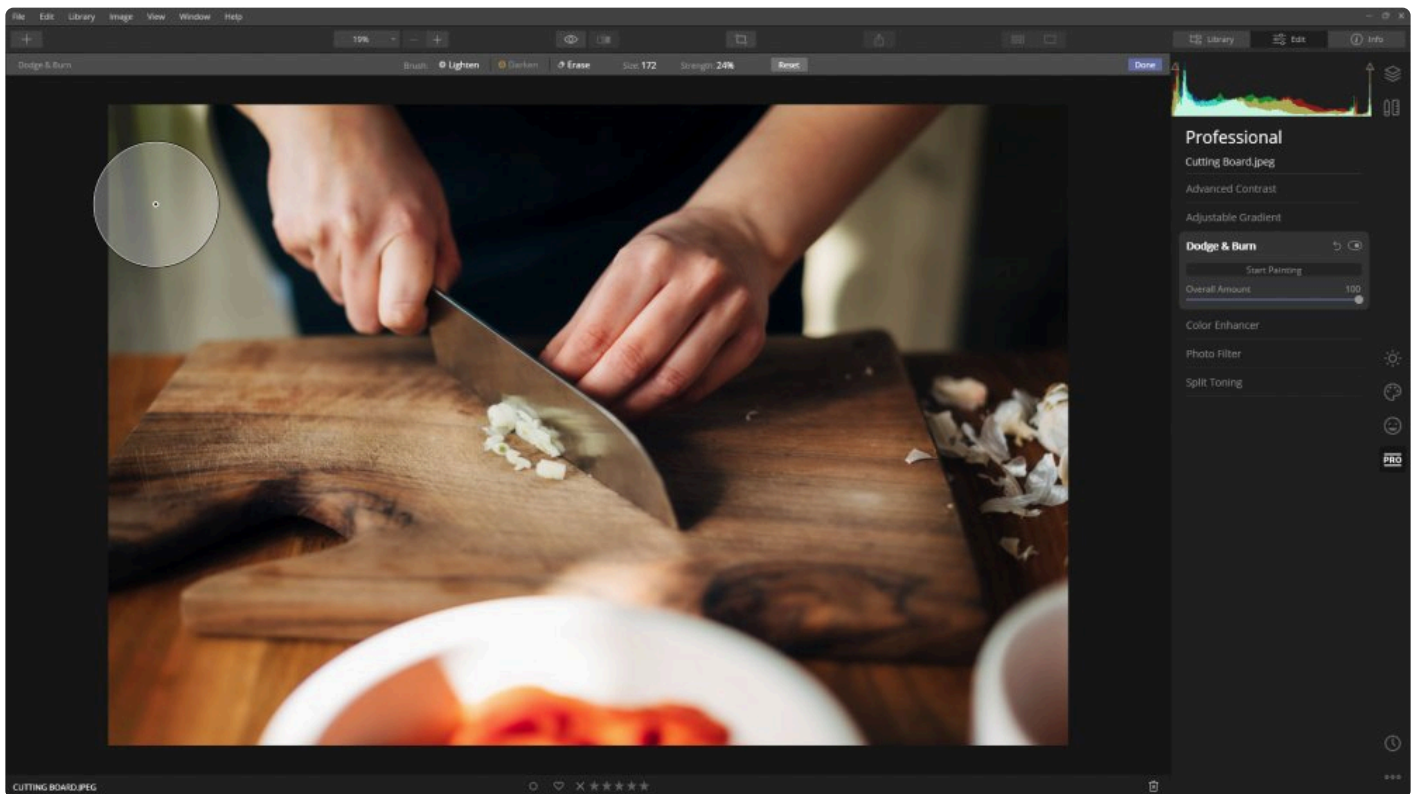 File Edit Library Image View Window Help
19%
Library Edit Info
Dodge & Burn Brush: Lighten Darken Erase Size: 172 Strength: 24% Reset Done
Professional
Cutting Board.jpeg
Advanced Contrast
Adjustable Gradient
Dodge & Burn
Start Painting
Overall Amount 100
Color Enhancer
Photo Filter
Split Toning
PRO
CUTTING BOARD.JPEG